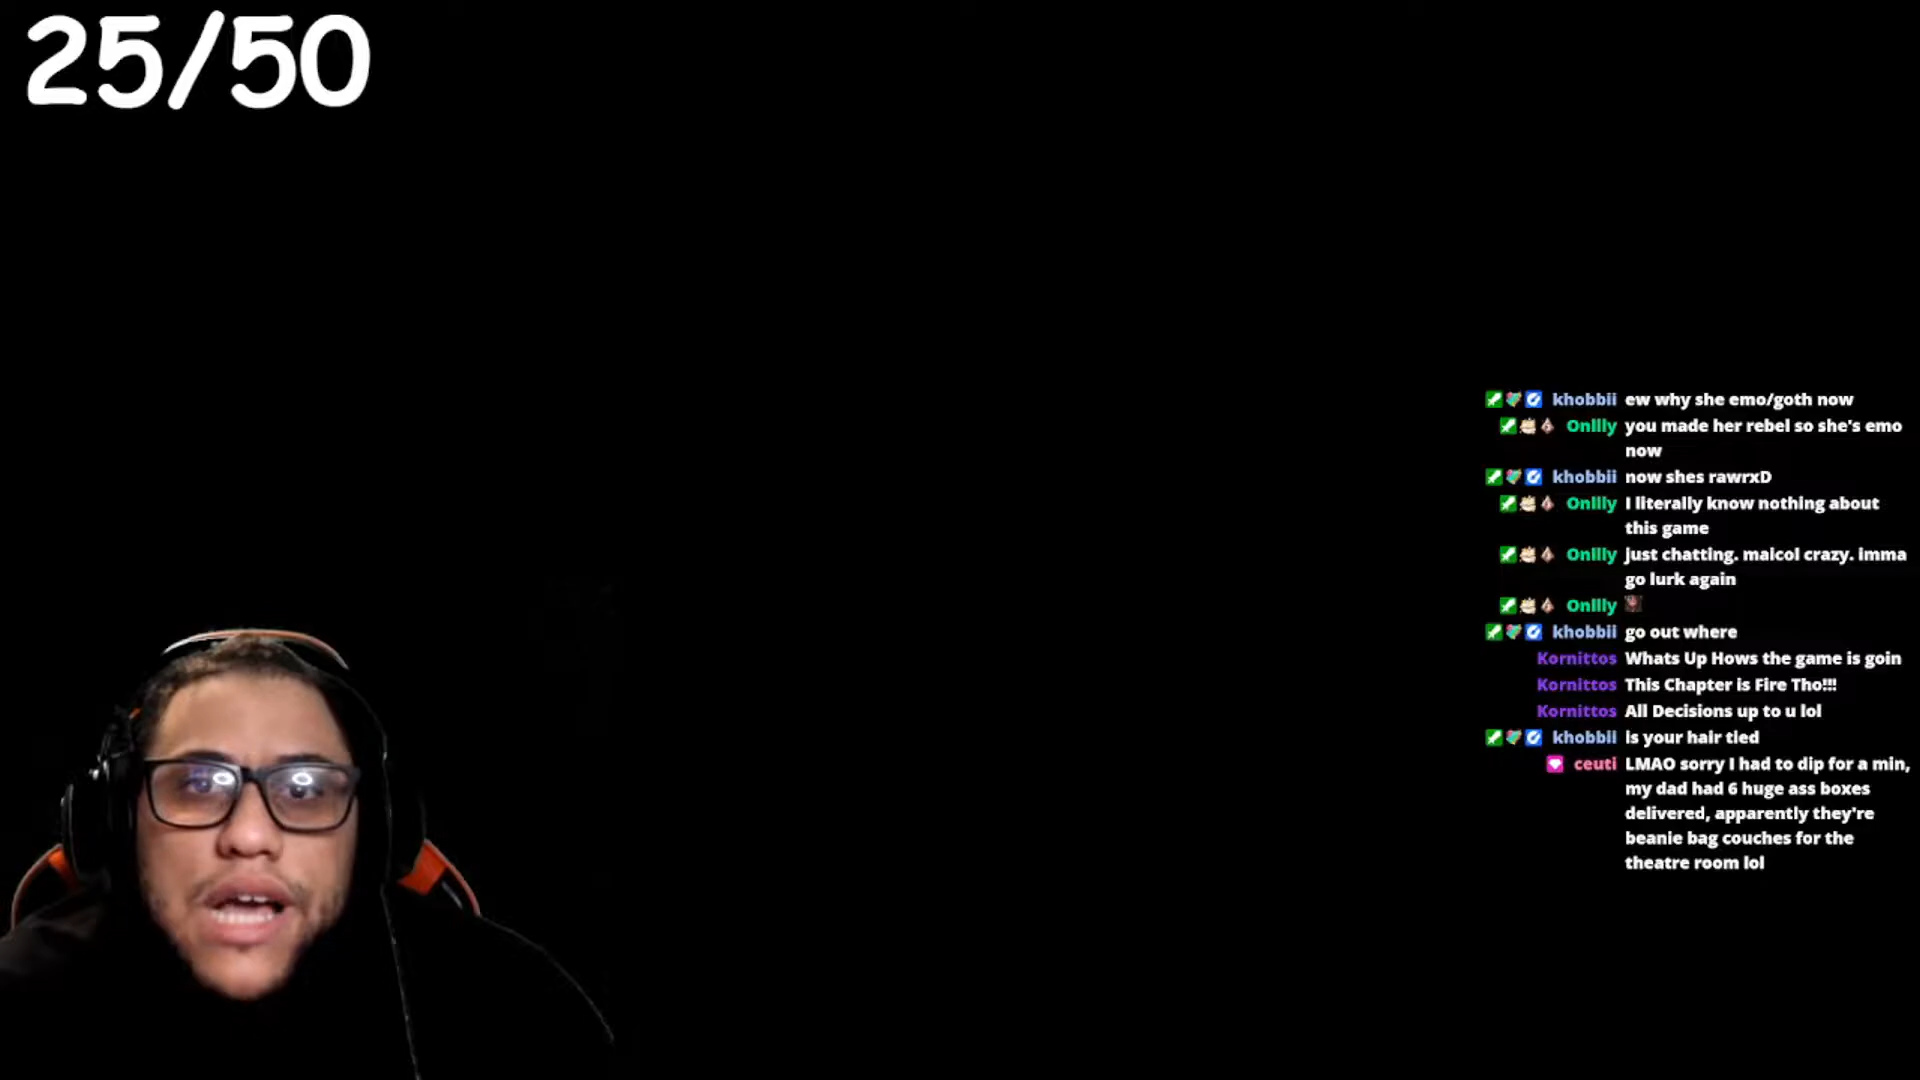 25/50
khobbii ew why she emo/goth now
Onllly you made her rebel so she's emo
now
khobbii now shes rawrxD
Onllly I literally know nothing about
this game
Onllly just chatting. maicol crazy. imma
go lurk again
Onllly
khobbii go out where
Kornittos Whats Up Hows the game is goin
Kornittos This Chapter is Fire Tho!!!
Kornittos All Decisions up to u lol
khobbii is your hair tied
ceuti LMAO sorry I had to dip for a min,
my dad had 6 huge ass boxes
delivered, apparently they're
beanie bag couches for the
theatre room lol